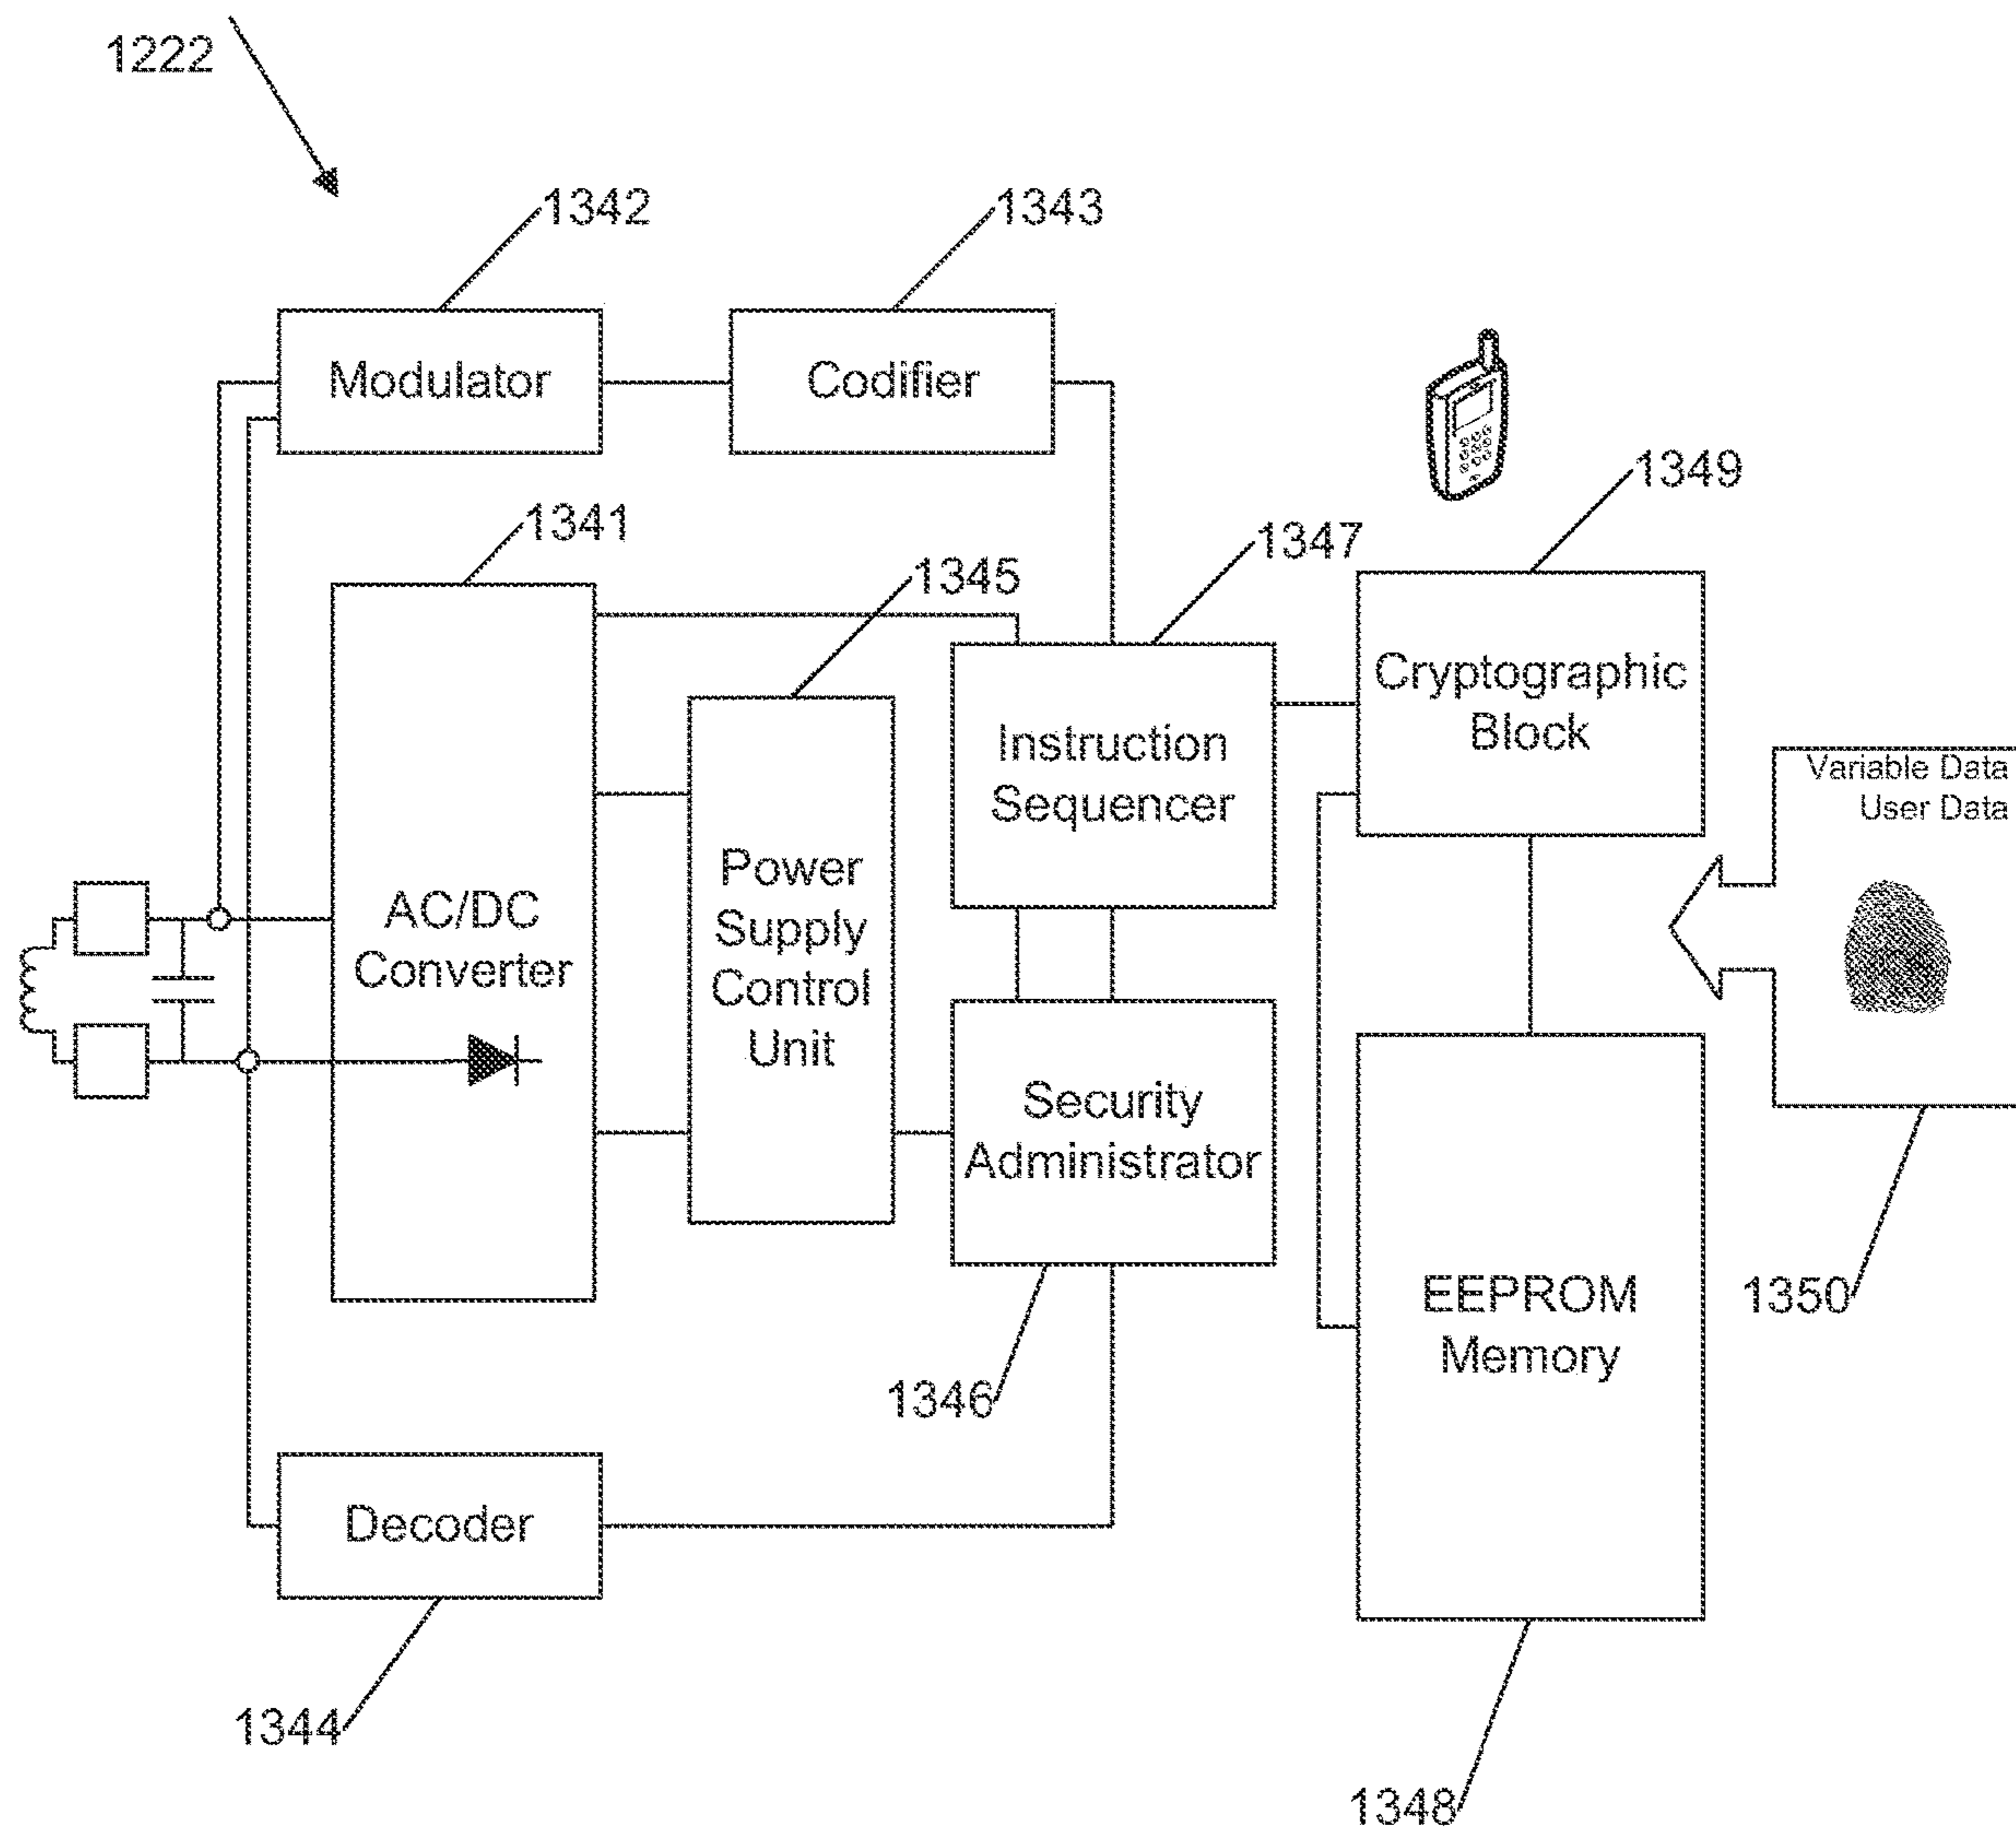 1222
1342
1343
Modulator
Codifier
1349
1341
1347
1345
Cryptographic
Block
Instruction
Sequencer
Variable Data
User Data
Power
Supply
Control
Unit
AC/DC
Converter
Security
Administrator
EEPROM
Memory
1350
1346
Decoder
1344
1348